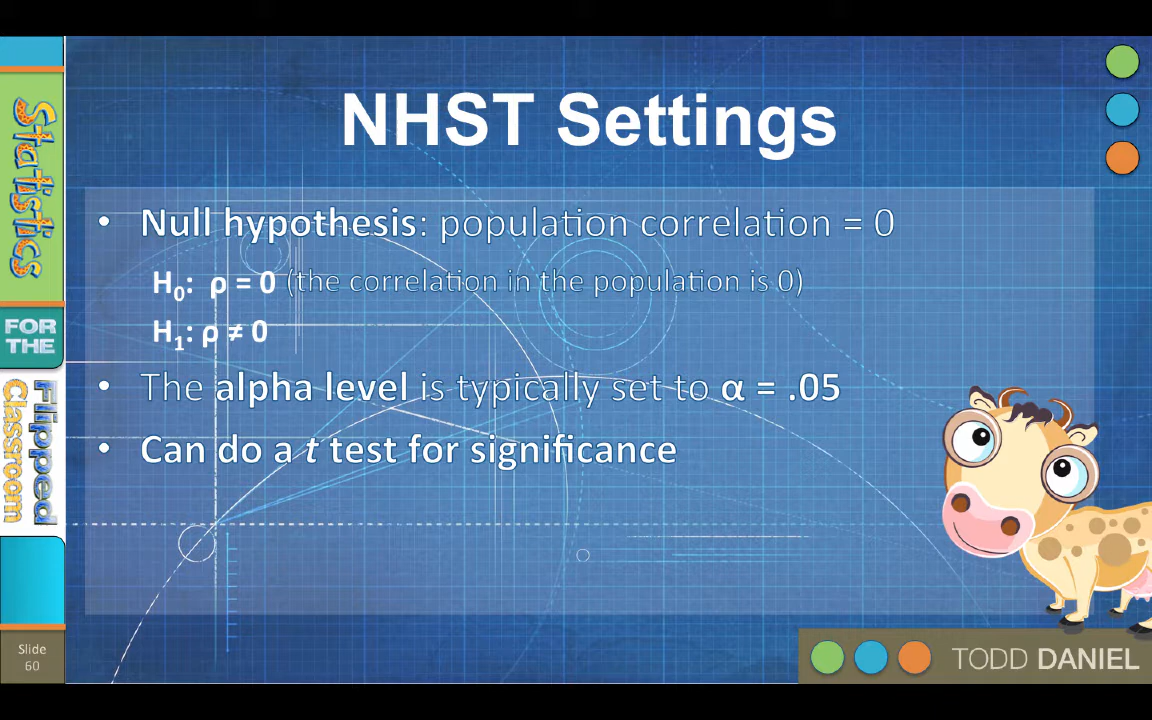 NHST Settings
• Null hypothesis: population correlation = 0
H₀: ρ = 0 (the correlation in the population is 0)
H₁: ρ ≠ 0
• The alpha level is typically set to α = .05
• Can do a t test for significance
Statistics
FOR
THE
Flipped
Classroom
Slide
60
TODD DANIEL